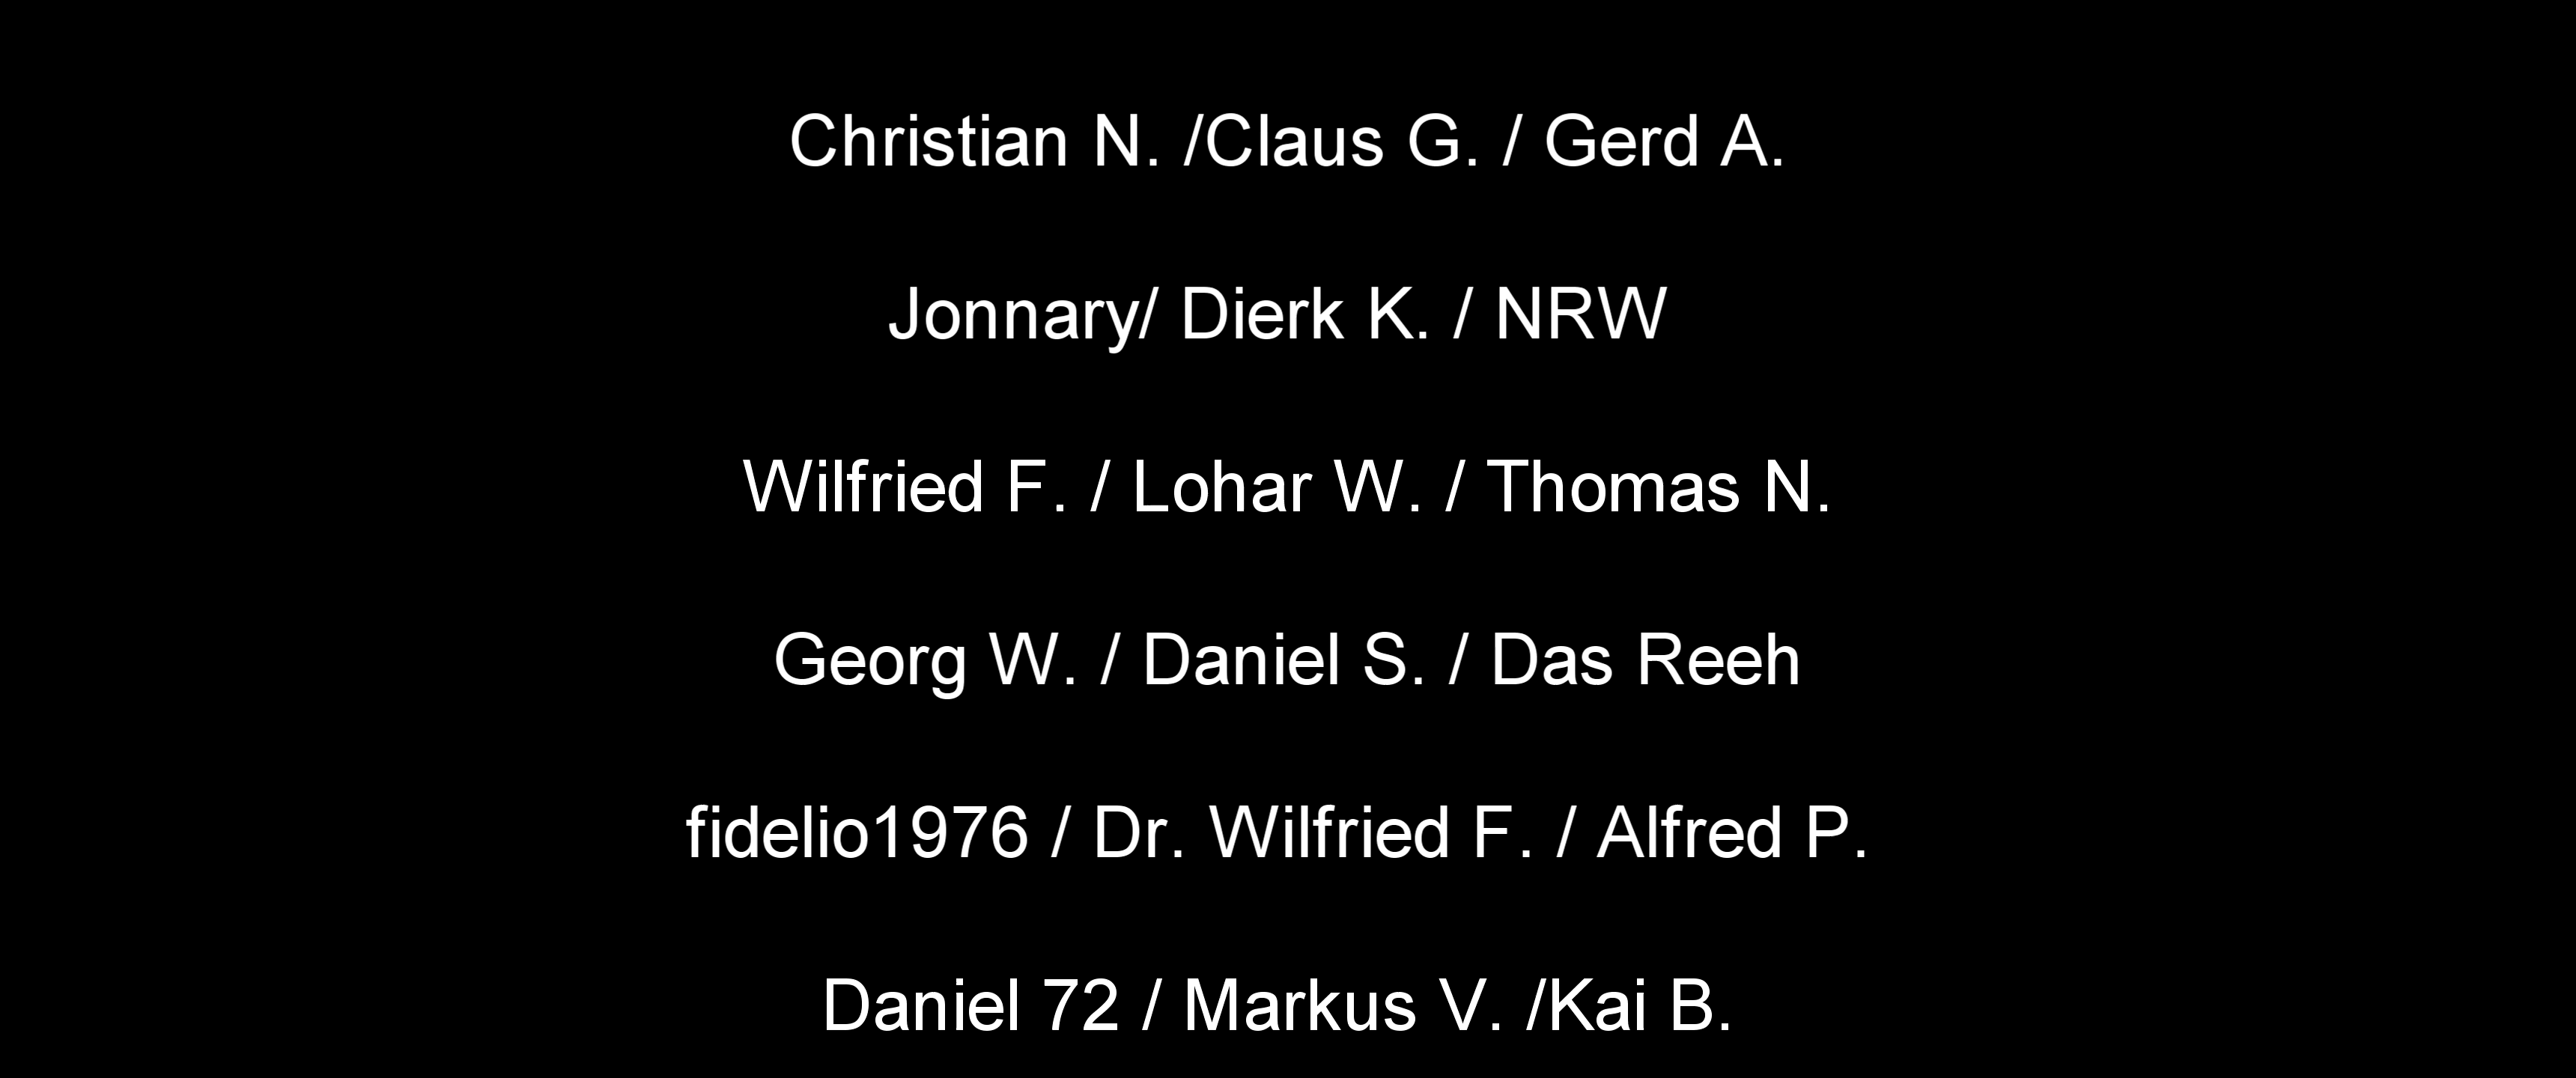 Christian N. /Claus G. / Gerd A.
Jonnary/ Dierk K. / NRW
Wilfried F. / Lohar W. / Thomas N.
Georg W. / Daniel S. / Das Reeh
fidelio1976 / Dr. Wilfried F. / Alfred P.
Daniel 72 / Markus V. /Kai B.